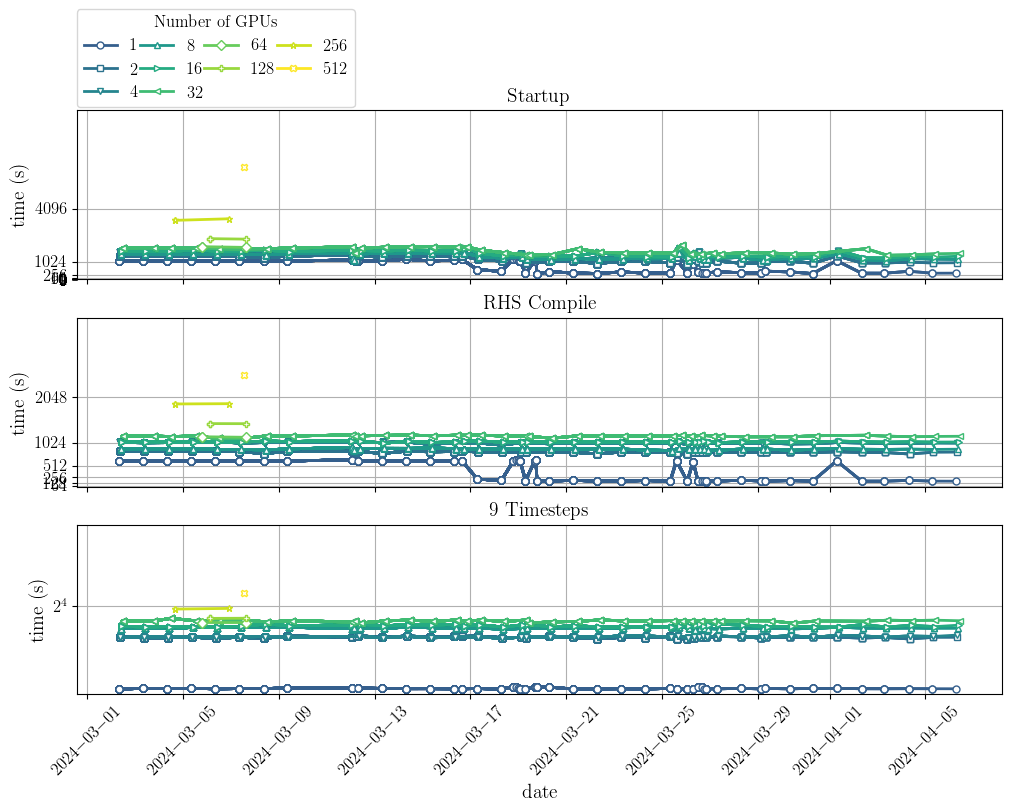 Number of GPUs
1 8 64 256
2 16 128 512
4 32
Startup
time (s)
4096
1024
256
RHS Compile
time (s)
2048
1024
512
256
128
64
9 Timesteps
time (s)
2^4
2024−03−01 2024−03−05 2024−03−09 2024−03−13 2024−03−17 2024−03−21 2024−03−25 2024−03−29 2024−04−01 2024−04−05
date